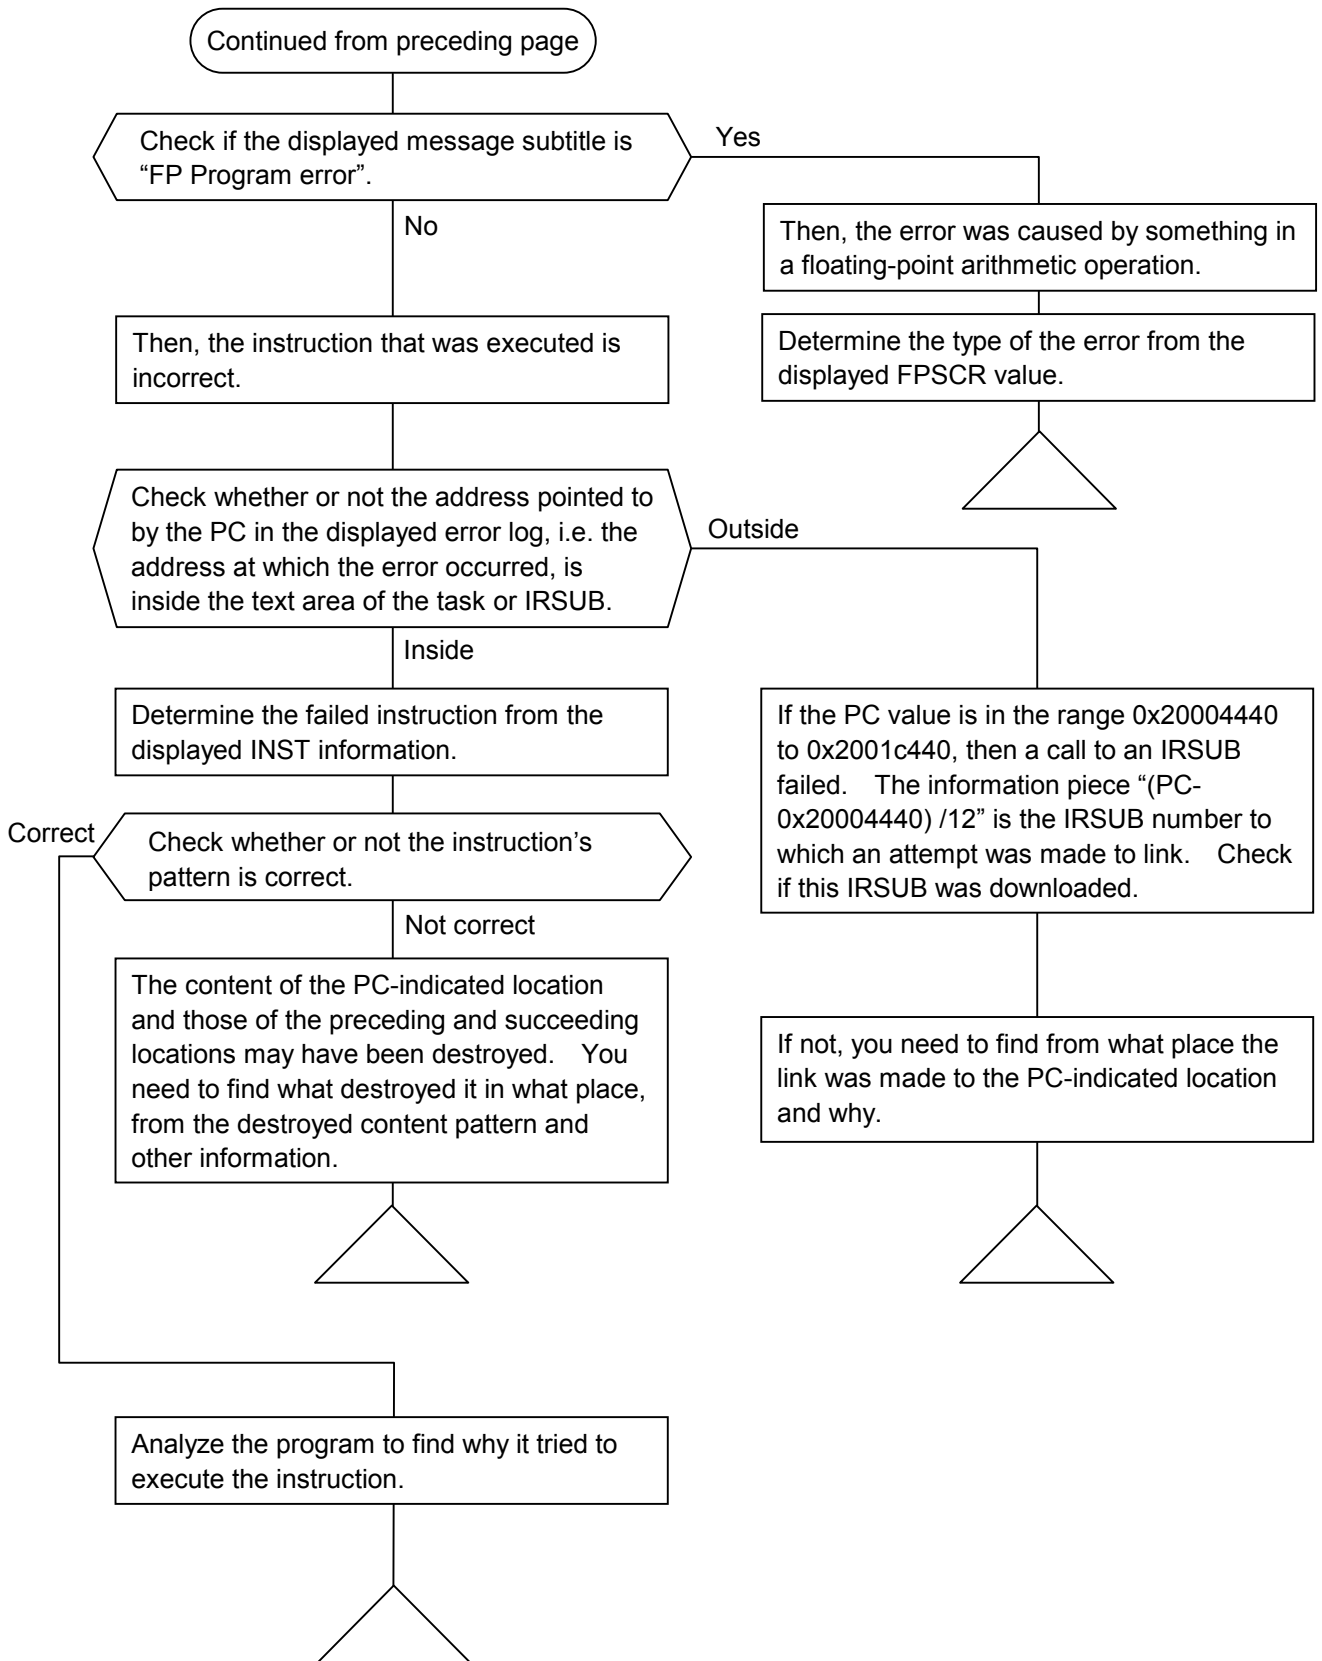 Continued from preceding page
Check if the displayed message subtitle is
“FP Program error”.
Yes
No
Then, the error was caused by something in
a floating-point arithmetic operation.
Determine the type of the error from the
displayed FPSCR value.
Then, the instruction that was executed is
incorrect.
Check whether or not the address pointed to
by the PC in the displayed error log, i.e. the
address at which the error occurred, is
inside the text area of the task or IRSUB.
Outside
Inside
Determine the failed instruction from the
displayed INST information.
If the PC value is in the range 0x20004440
to 0x2001c440, then a call to an IRSUB
failed. The information piece “(PC-
0x20004440) /12” is the IRSUB number to
which an attempt was made to link. Check
if this IRSUB was downloaded.
Correct
Check whether or not the instruction’s
pattern is correct.
Not correct
The content of the PC-indicated location
and those of the preceding and succeeding
locations may have been destroyed. You
need to find what destroyed it in what place,
from the destroyed content pattern and
other information.
If not, you need to find from what place the
link was made to the PC-indicated location
and why.
Analyze the program to find why it tried to
execute the instruction.